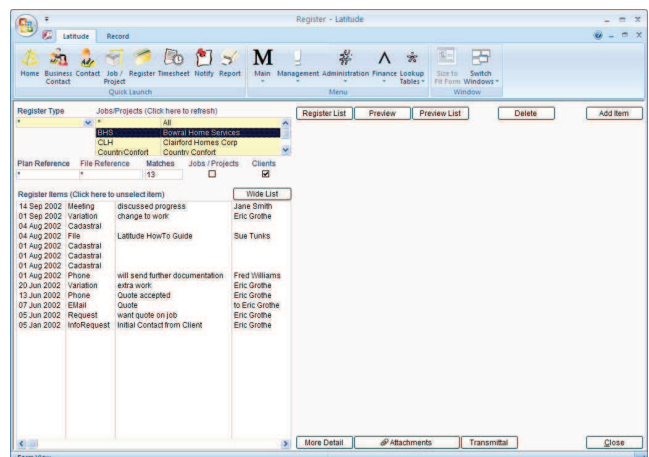 Register - Latitude
Latitude Record
Home Business Contact Contact Job / Project Register Timesheet Notify Report Main Management Administration Finance Lookup Tables Size to Fit Form Switch Windows
Quick Launch Menu Window
Register Type Jobs/Projects (Click here to refresh) Register List Preview Preview List Delete Add Item
* * All
BHS Bowral Home Services
CLH Clairford Homes Corp
CountryConfort Country Confort
Plan Reference File Reference Matches Jobs / Projects Clients
* * 13
Register Items (Click here to unselect item) Wide List
14 Sep 2002 Meeting discussed progress Jane Smith
01 Sep 2002 Variation change to work Eric Grothe
04 Aug 2002 Cadastral
04 Aug 2002 File Latitude HowTo Guide Sue Tunks
01 Aug 2002 Cadastral
01 Aug 2002 Cadastral
01 Aug 2002 Cadastral
01 Aug 2002 Phone will send further documentation Fred Williams
20 Jun 2002 Variation extra work Eric Grothe
13 Jun 2002 Phone Quote accepted Eric Grothe
07 Jun 2002 EMail Quote to Eric Grothe
05 Jun 2002 Request want quote on job Eric Grothe
05 Jan 2002 InfoRequest Initial Contact from Client Eric Grothe
More Detail Attachments Transmittal Close
Form View